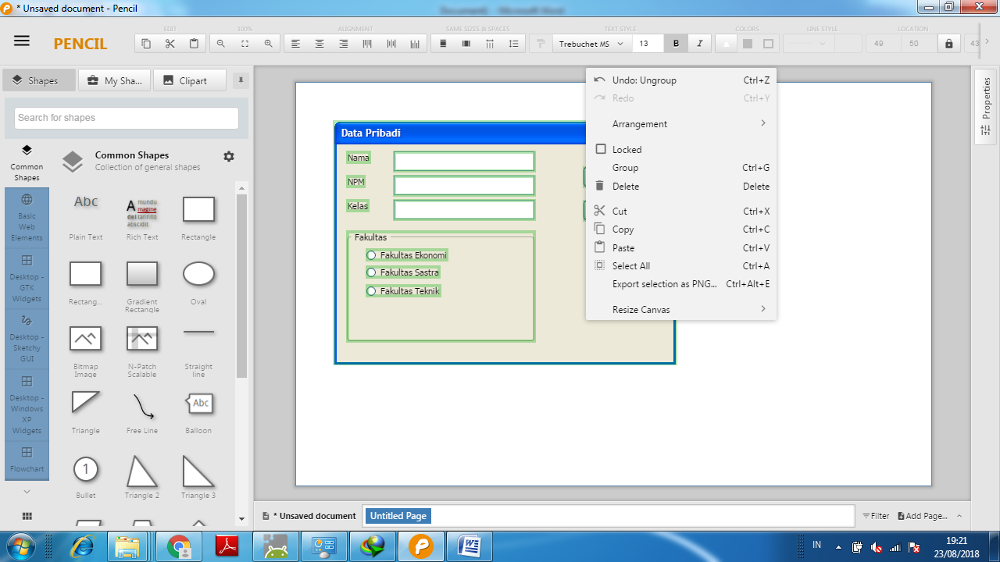 * Unsaved document - Pencil
Document1 - Microsoft Word
EDIT
100%
ALIGNMENT
SAME SIZES & SPACES
TEXT STYLE
COLORS
LINE STYLE
LOCATION
PENCIL
Trebuchet MS
13
B
I
49
50
43
Shapes
My Sha...
Clipart
Search for shapes
Common Shapes
Common Shapes
Collection of general shapes
Basic Web Elements
Desktop - GTK Widgets
Desktop - Sketchy GUI
Desktop - Windows XP Widgets
Flowchart
Abc
Plain Text
A mundu magine del tannito abscidit
Rich Text
Rectangle
Rectang...
Gradient Rectangle
Oval
Bitmap Image
N-Patch Scalable
Straight line
Triangle
Free Line
Abc
Balloon
1
Bullet
Triangle 2
Triangle 3
Data Pribadi
Nama
NPM
Kelas
Fakultas
Fakultas Ekonomi
Fakultas Sastra
Fakultas Teknik
Undo: Ungroup Ctrl+Z
Redo Ctrl+Y
Arrangement
Locked
Group Ctrl+G
Delete Delete
Cut Ctrl+X
Copy Ctrl+C
Paste Ctrl+V
Select All Ctrl+A
Export selection as PNG... Ctrl+Alt+E
Resize Canvas
Properties
* Unsaved document
Untitled Page
Filter
Add Page...
IN
19:21
23/08/2018